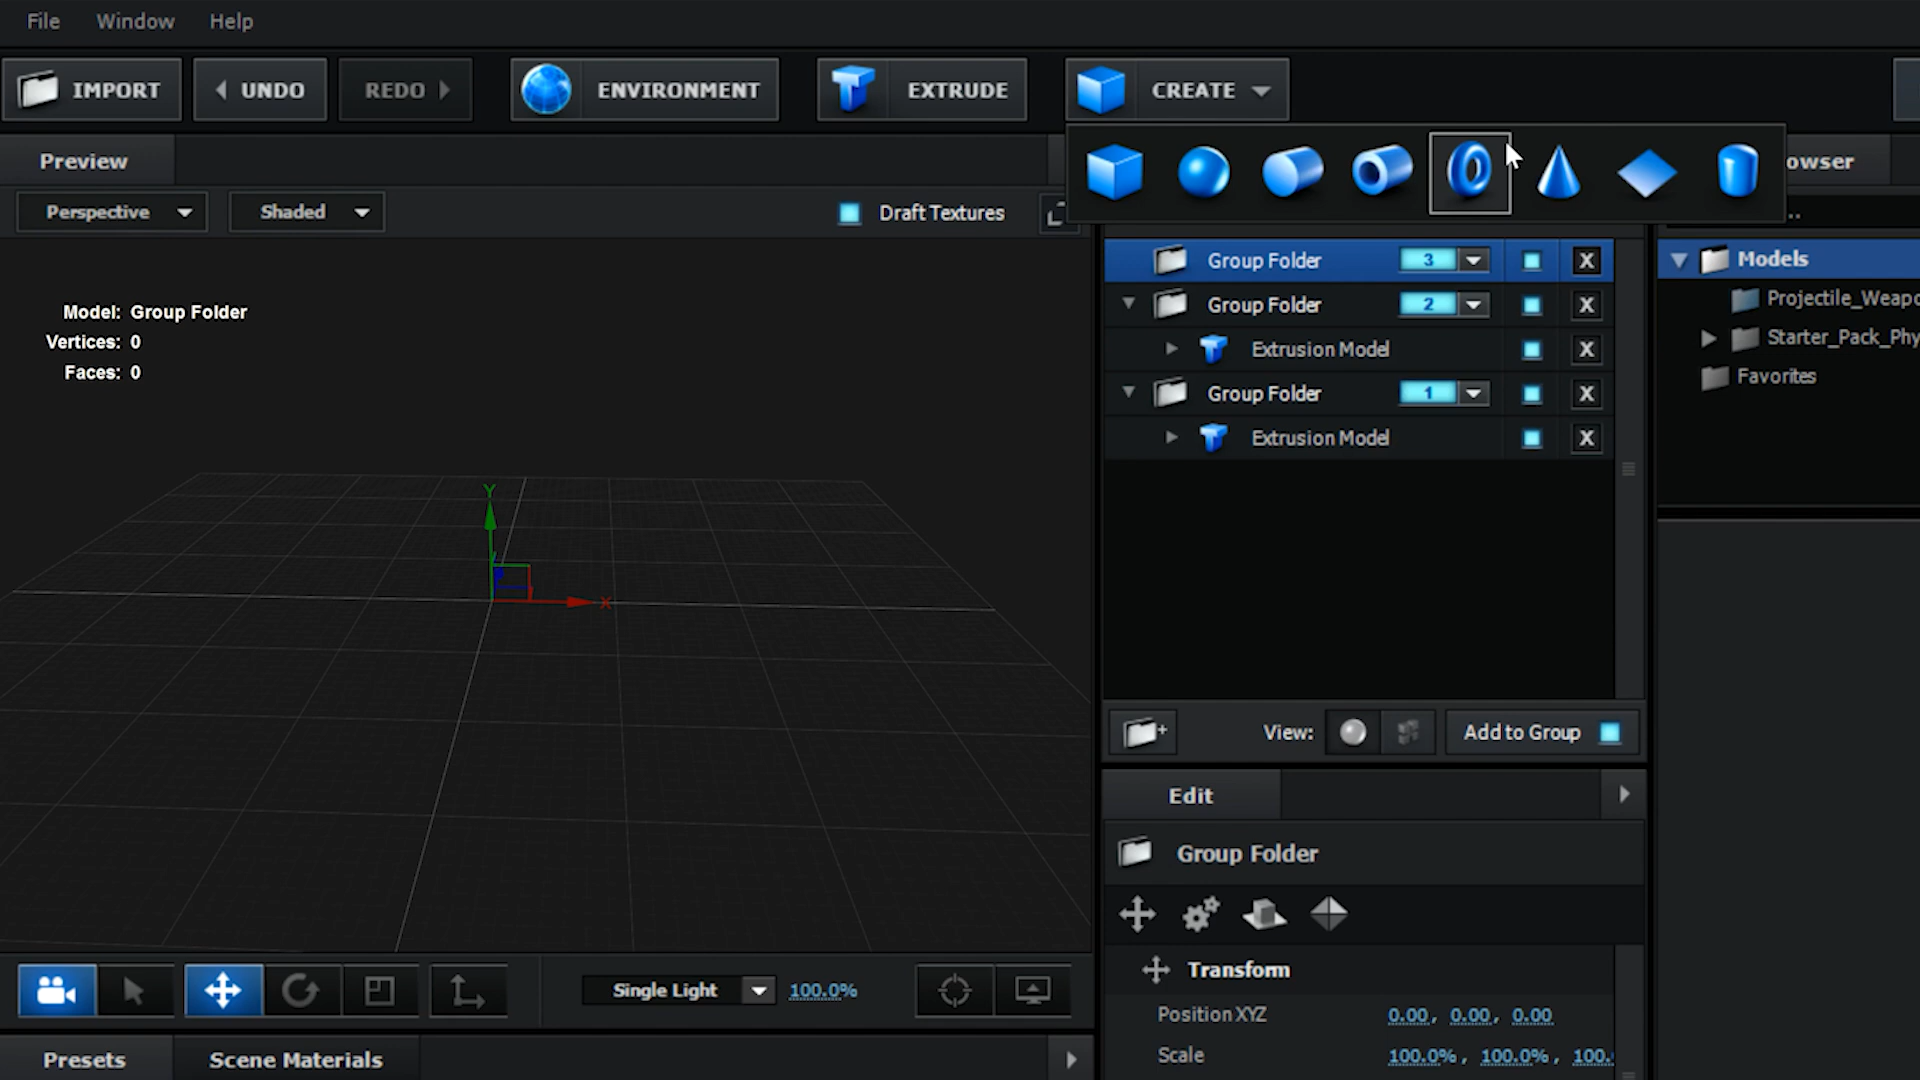 File Window Help
IMPORT UNDO REDO ENVIRONMENT EXTRUDE CREATE
Preview
owser
Perspective Shaded Draft Textures
..
Model: Group Folder
Vertices: 0
Faces: 0
Y
X
Group Folder 3 X
Group Folder 2 X
Extrusion Model X
Group Folder 1 X
Extrusion Model X
Models
Projectile_Weapo
Starter_Pack_Phy
Favorites
View: Add to Group
Edit
Group Folder
Transform
Position XYZ 0.00, 0.00, 0.00
Scale 100.0%, 100.0%, 100.
Single Light 100.0%
Presets Scene Materials